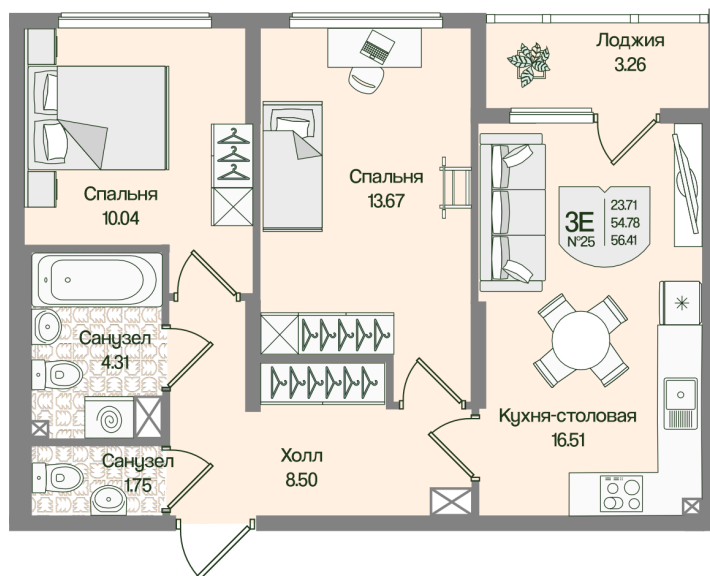 Лоджия
3.26
Спальня
10.04
Спальня
13.67
3Е
№25
23.71
54.78
56.41
Санузел
4.31
Кухня-столовая
16.51
Санузел
1.75
Холл
8.50